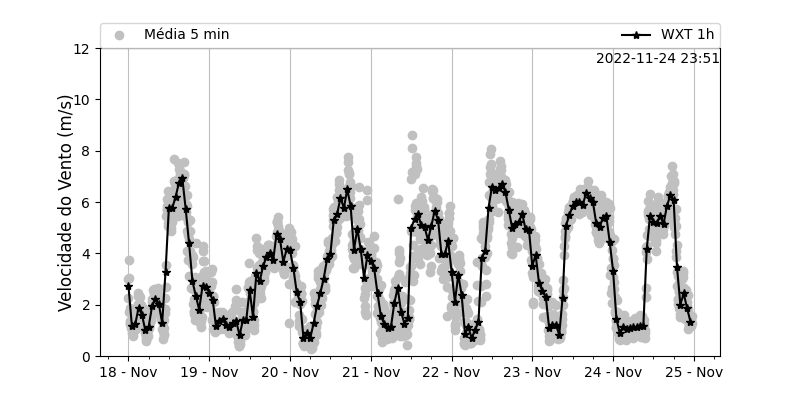 Média 5 min
WXT 1h
2022-11-24 23:51
Velocidade do Vento (m/s)
12
10
8
6
4
2
0
18 - Nov 19 - Nov 20 - Nov 21 - Nov 22 - Nov 23 - Nov 24 - Nov 25 - Nov